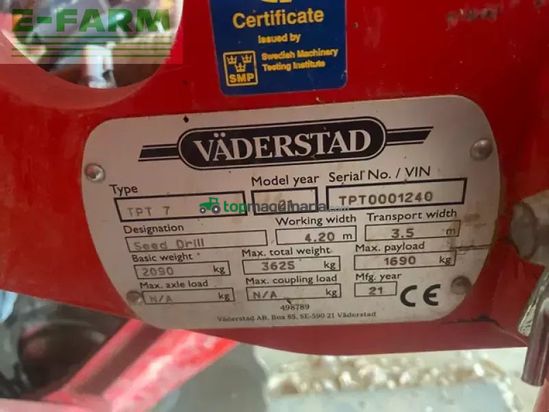 E-FARM
Certificate
Issued by
Swedish Machinery
Testing Institute
SMP
VÄDERSTAD
Type
TPT 7
Model year
Serial No. / VIN
TPT0001240
topmaquinaria.com
Designation
Seed Drill
Working width
4.20 m
Transport width
3.5 m
Basic weight
2090 kg
Max. total weight
3625 kg
Max. payload
1690 kg
Max. axle load
N/A kg
Max. coupling load
N/A kg
Mfg. year
21
CE
498789
Väderstad AB, Box 85, SE-590 21 Väderstad